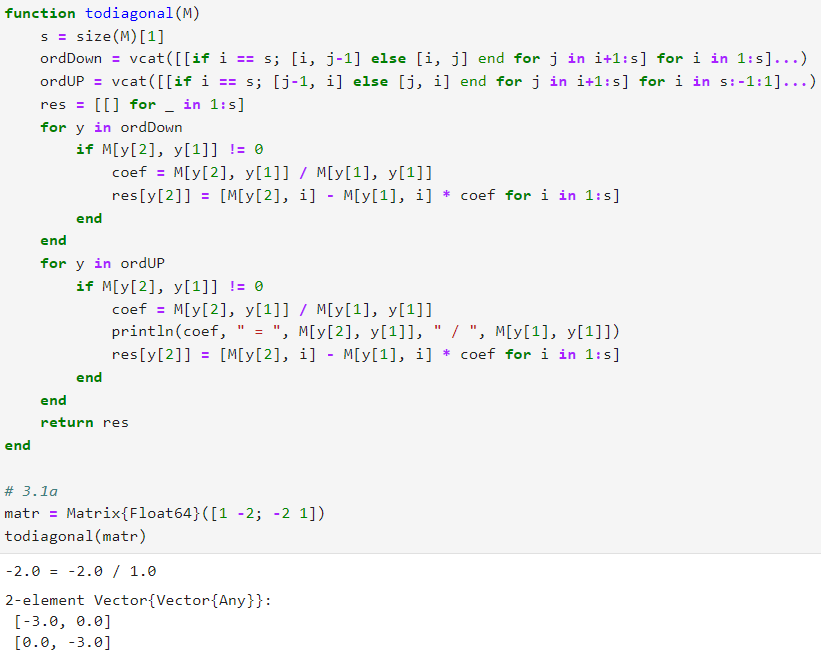 function todiagonal(M)
    s = size(M)[1]
    ordDown = vcat([[if i == s; [i, j-1] else [i, j] end for j in i+1:s] for i in 1:s]...)
    ordUP = vcat([[if i == s; [j-1, i] else [j, i] end for j in i+1:s] for i in s:-1:1]...)
    res = [[] for _ in 1:s]
    for y in ordDown
        if M[y[2], y[1]] != 0
            coef = M[y[2], y[1]] / M[y[1], y[1]]
            res[y[2]] = [M[y[2], i] - M[y[1], i] * coef for i in 1:s]
        end
    end
    for y in ordUP
        if M[y[2], y[1]] != 0
            coef = M[y[2], y[1]] / M[y[1], y[1]]
            println(coef, " = ", M[y[2], y[1]], " / ", M[y[1], y[1]])
            res[y[2]] = [M[y[2], i] - M[y[1], i] * coef for i in 1:s]
        end
    end
    return res
end
# 3.1a
matr = Matrix{Float64}([1 -2; -2 1])
todiagonal(matr)
-2.0 = -2.0 / 1.0
2-element Vector{Vector{Any}}:
 [-3.0, 0.0]
 [0.0, -3.0]